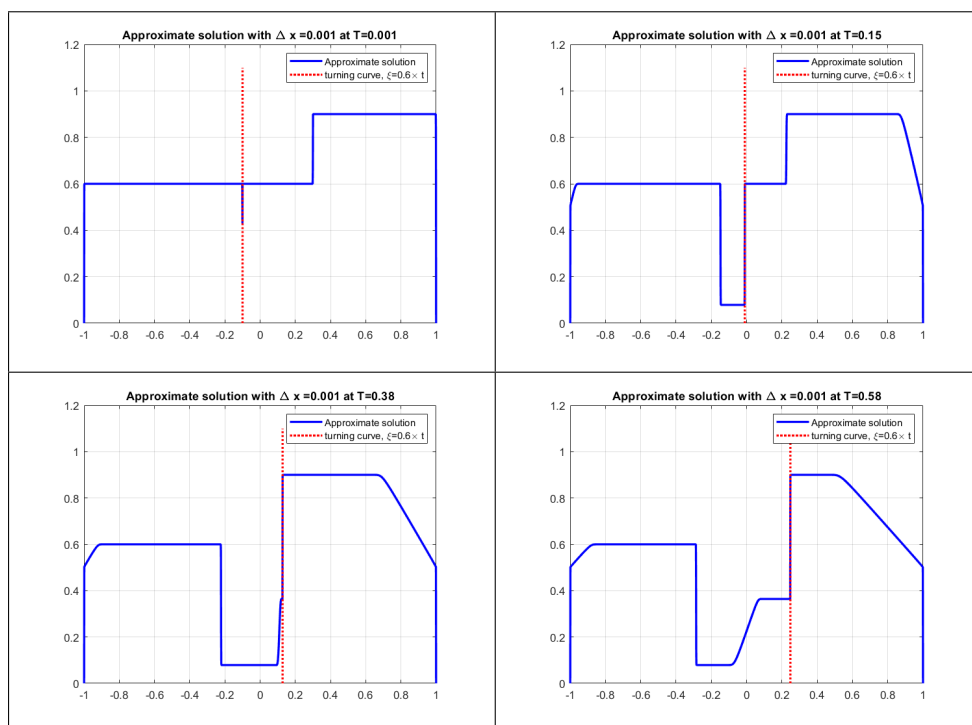 Approximate solution with Δ x =0.001 at T=0.001
1.2
1
0.8
0.6
0.4
0.2
0
-1 -0.8 -0.6 -0.4 -0.2 0 0.2 0.4 0.6 0.8 1
Approximate solution
turning curve, ξ=0.6× t
Approximate solution with Δ x =0.001 at T=0.15
1.2
1
0.8
0.6
0.4
0.2
0
-1 -0.8 -0.6 -0.4 -0.2 0 0.2 0.4 0.6 0.8 1
Approximate solution
turning curve, ξ=0.6× t
Approximate solution with Δ x =0.001 at T=0.38
1.2
1
0.8
0.6
0.4
0.2
0
-1 -0.8 -0.6 -0.4 -0.2 0 0.2 0.4 0.6 0.8 1
Approximate solution
turning curve, ξ=0.6× t
Approximate solution with Δ x =0.001 at T=0.58
1.2
1
0.8
0.6
0.4
0.2
0
-1 -0.8 -0.6 -0.4 -0.2 0 0.2 0.4 0.6 0.8 1
Approximate solution
turning curve, ξ=0.6× t